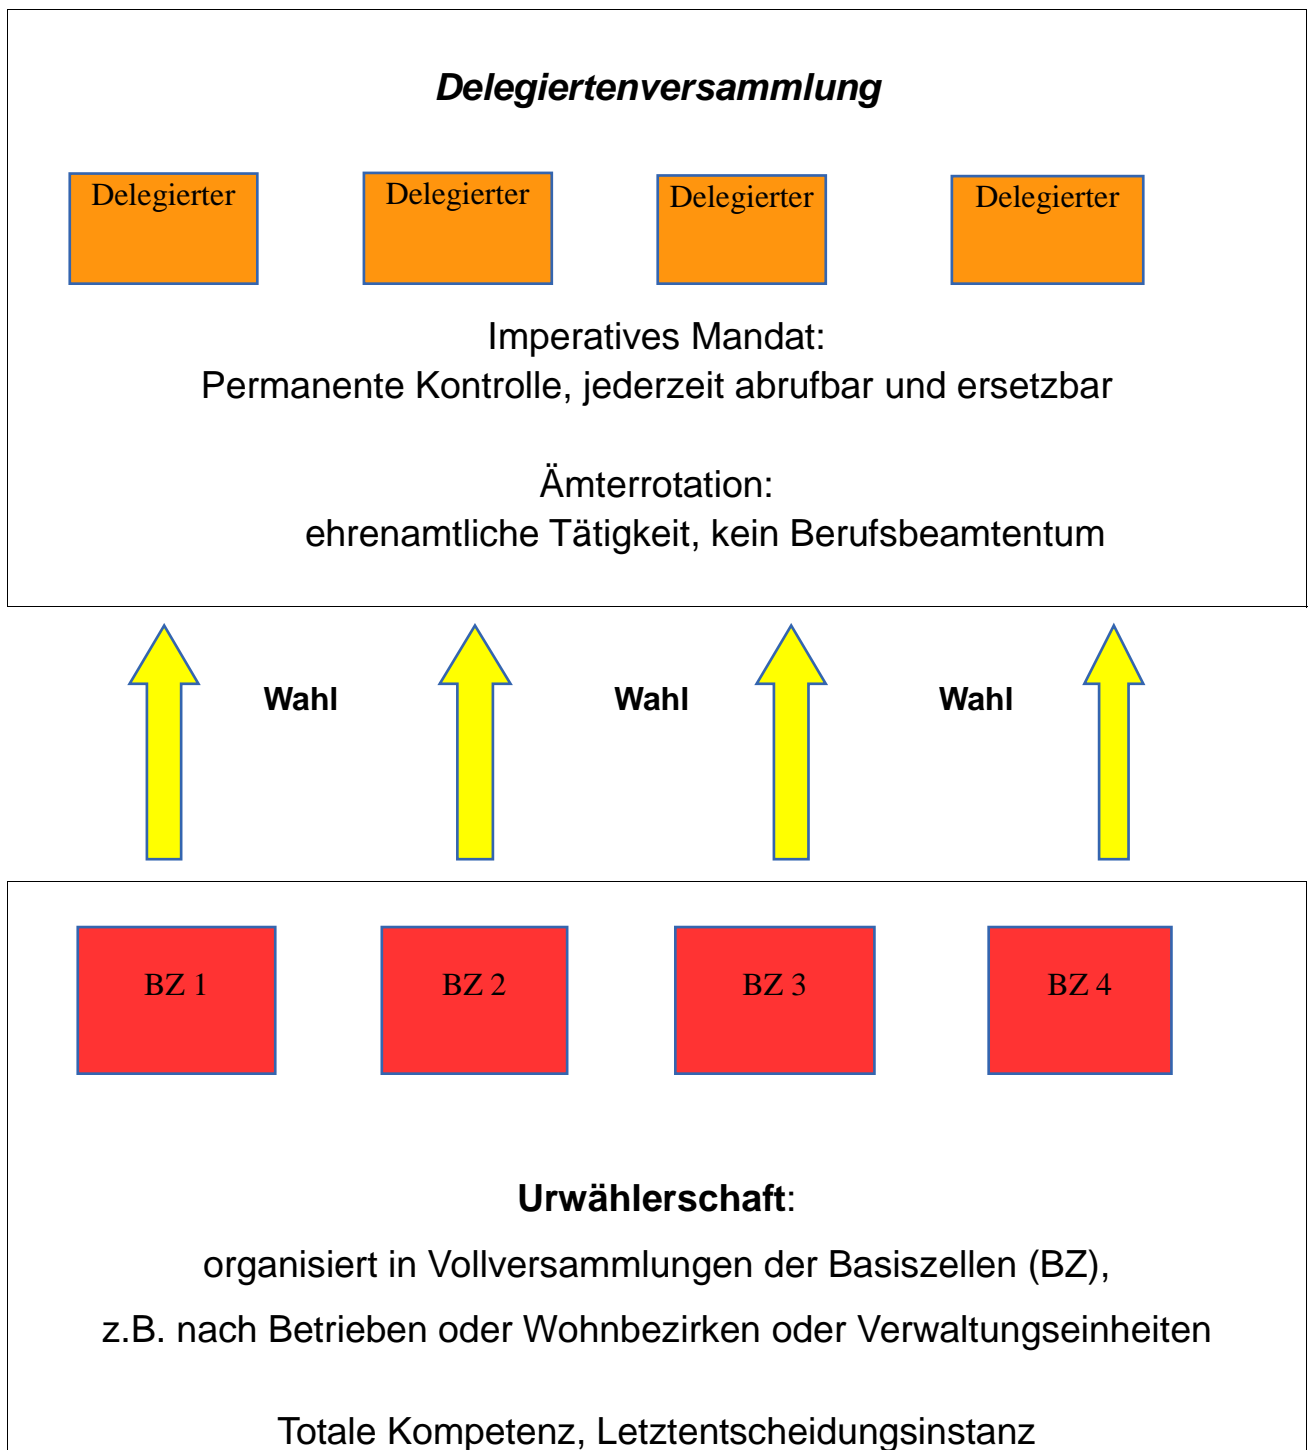 Delegiertenversammlung
Delegierter Delegierter Delegierter Delegierter
Imperatives Mandat:
Permanente Kontrolle, jederzeit abrufbar und ersetzbar
Ämterrotation:
ehrenamtliche Tätigkeit, kein Berufsbeamtentum
Wahl Wahl Wahl
BZ 1 BZ 2 BZ 3 BZ 4
Urwählerschaft:
organisiert in Vollversammlungen der Basiszellen (BZ),
z.B. nach Betrieben oder Wohnbezirken oder Verwaltungseinheiten
Totale Kompetenz, Letztentscheidungsinstanz